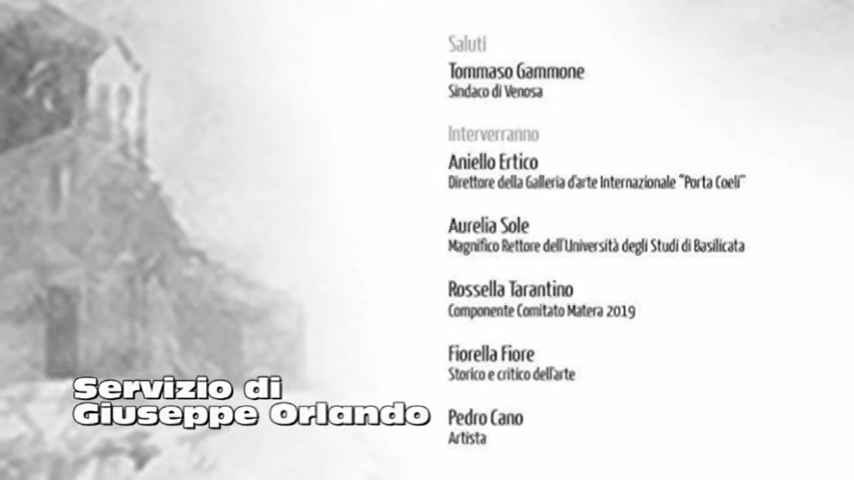 Saluti
Tommaso Gammone
Sindaco di Venosa
Interverranno
Aniello Ertico
Direttore della Galleria d'arte Internazionale "Porta Coeli"
Aurelia Sole
Magnifico Rettore dell'Università degli Studi di Basilicata
Rossella Tarantino
Componente Comitato Matera 2019
Fiorella Fiore
Storico e critico dell'arte
Pedro Cano
Artista
Servizio di
Giuseppe Orlando